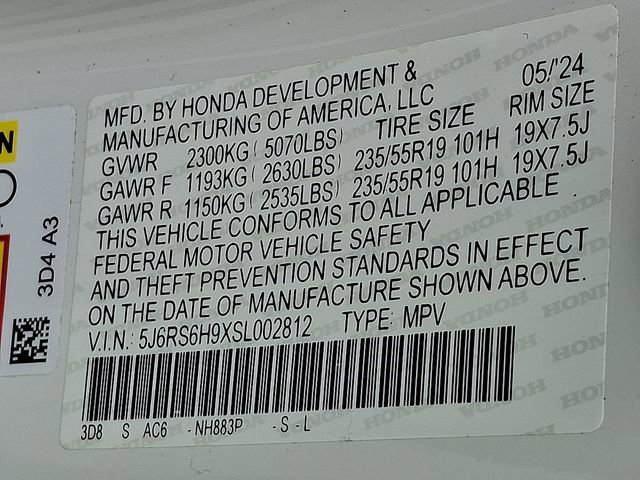 MFD. BY HONDA DEVELOPMENT & 05/'24
MANUFACTURING OF AMERICA, LLC
GVWR 2300KG ( 5070LBS) TIRE SIZE RIM SIZE
GAWR F 1193KG ( 2630LBS) 235/55R19 101H 19X7.5J
GAWR R 1150KG ( 2535LBS) 235/55R19 101H 19X7.5J
THIS VEHICLE CONFORMS TO ALL APPLICABLE
FEDERAL MOTOR VEHICLE SAFETY
AND THEFT PREVENTION STANDARDS IN EFFECT
ON THE DATE OF MANUFACTURE SHOWN ABOVE.
V.I.N.: 5J6RS6H9XSL002812 TYPE: MPV
3D8 S AC6 - NH883P - S - L
3D4 A3
N
HONDA